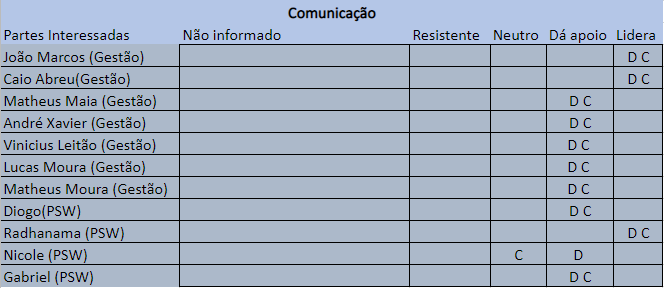 Comunicação
Partes Interessadas Não informado Resistente Neutro Dá apoio Lidera
João Marcos (Gestão) D C
Caio Abreu(Gestão) D C
Matheus Maia (Gestão) D C
André Xavier (Gestão) D C
Vinicius Leitão (Gestão) D C
Lucas Moura (Gestão) D C
Matheus Moura (Gestão) D C
Diogo(PSW) D C
Radhanama (PSW) D C
Nicole (PSW) C D
Gabriel (PSW) D C